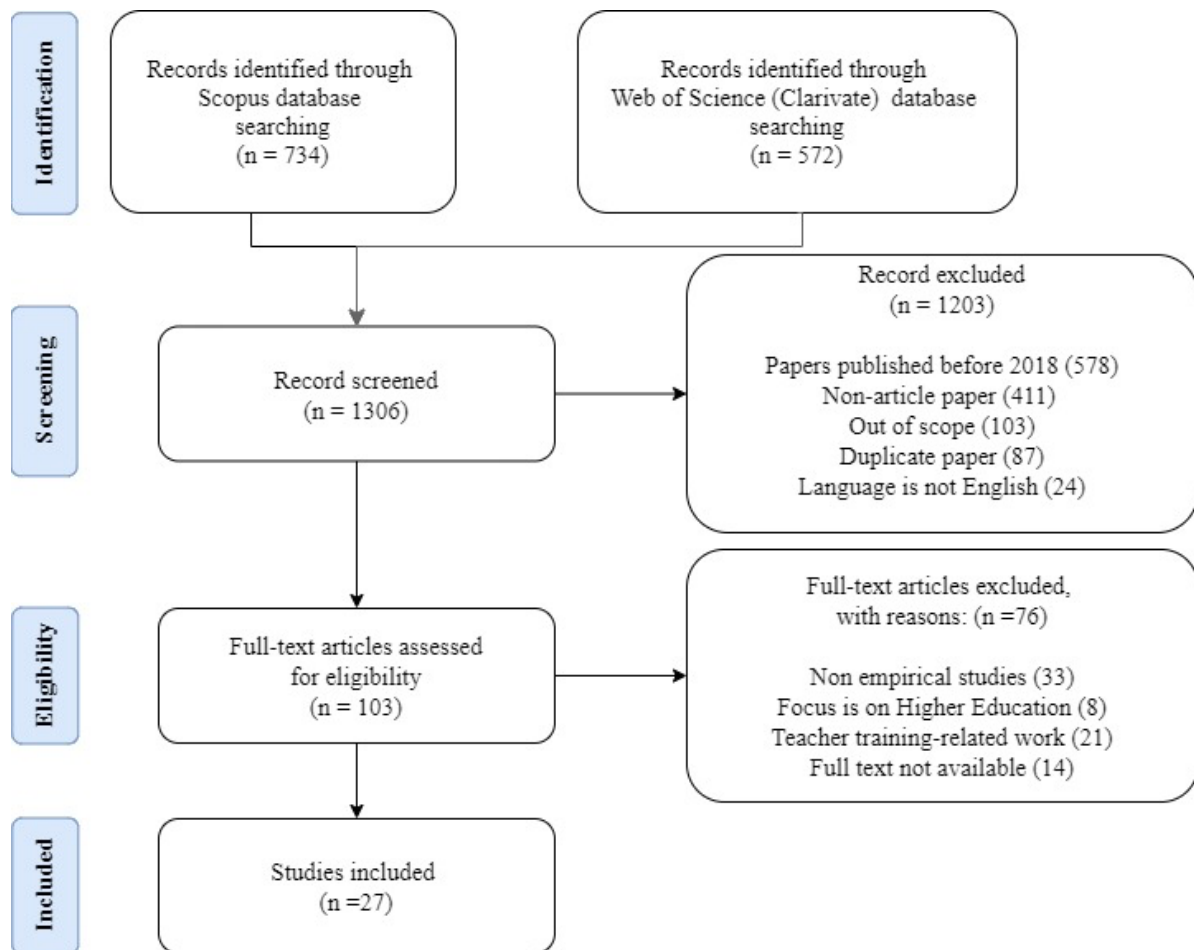 Identification
Records identified through
Scopus database
searching
(n = 734)
Records identified through
Web of Science (Clarivate) database
searching
(n = 572)
Screening
Record screened
(n = 1306)
Record excluded
(n = 1203)
Papers published before 2018 (578)
Non-article paper (411)
Out of scope (103)
Duplicate paper (87)
Language is not English (24)
Eligibility
Full-text articles assessed
for eligibility
(n = 103)
Full-text articles excluded,
with reasons: (n =76)
Non empirical studies (33)
Focus is on Higher Education (8)
Teacher training-related work (21)
Full text not available (14)
Included
Studies included
(n =27)